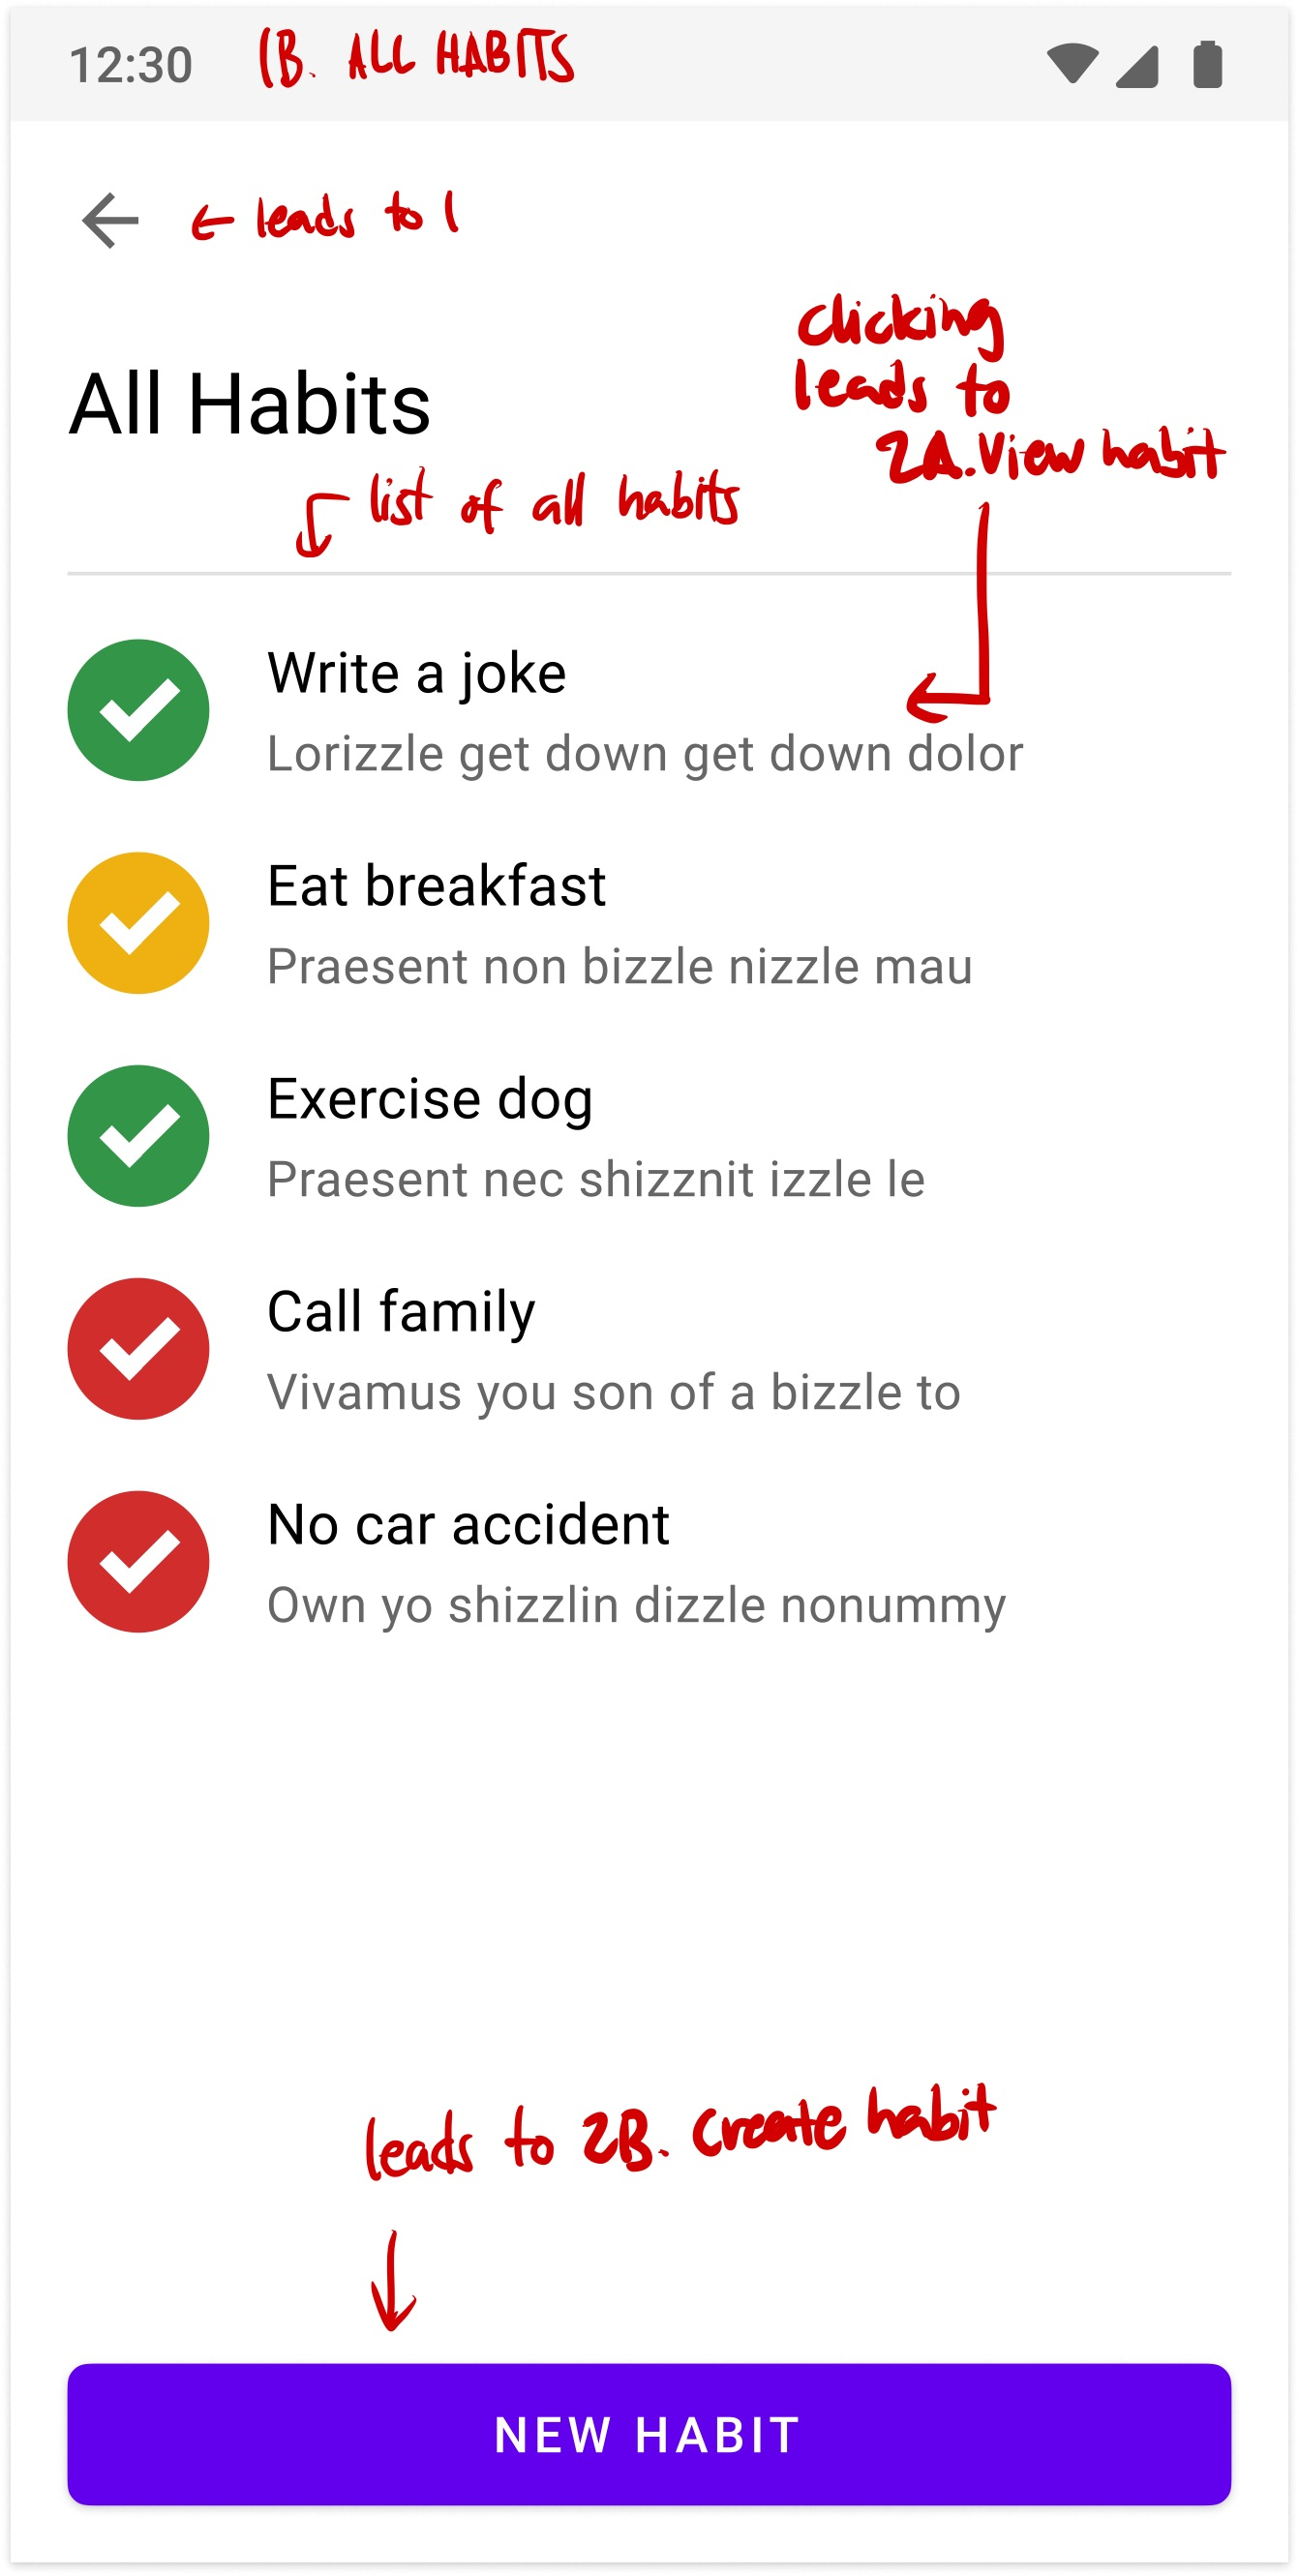 12:30 1B. ALL HABITS
← leads to 1
clicking
leads to
2A. View habit
All Habits
list of all habits
Write a joke
Lorizzle get down get down dolor
Eat breakfast
Praesent non bizzle nizzle mau
Exercise dog
Praesent nec shizznit izzle le
Call family
Vivamus you son of a bizzle to
No car accident
Own yo shizzlin dizzle nonummy
leads to 2B. Create habit
NEW HABIT